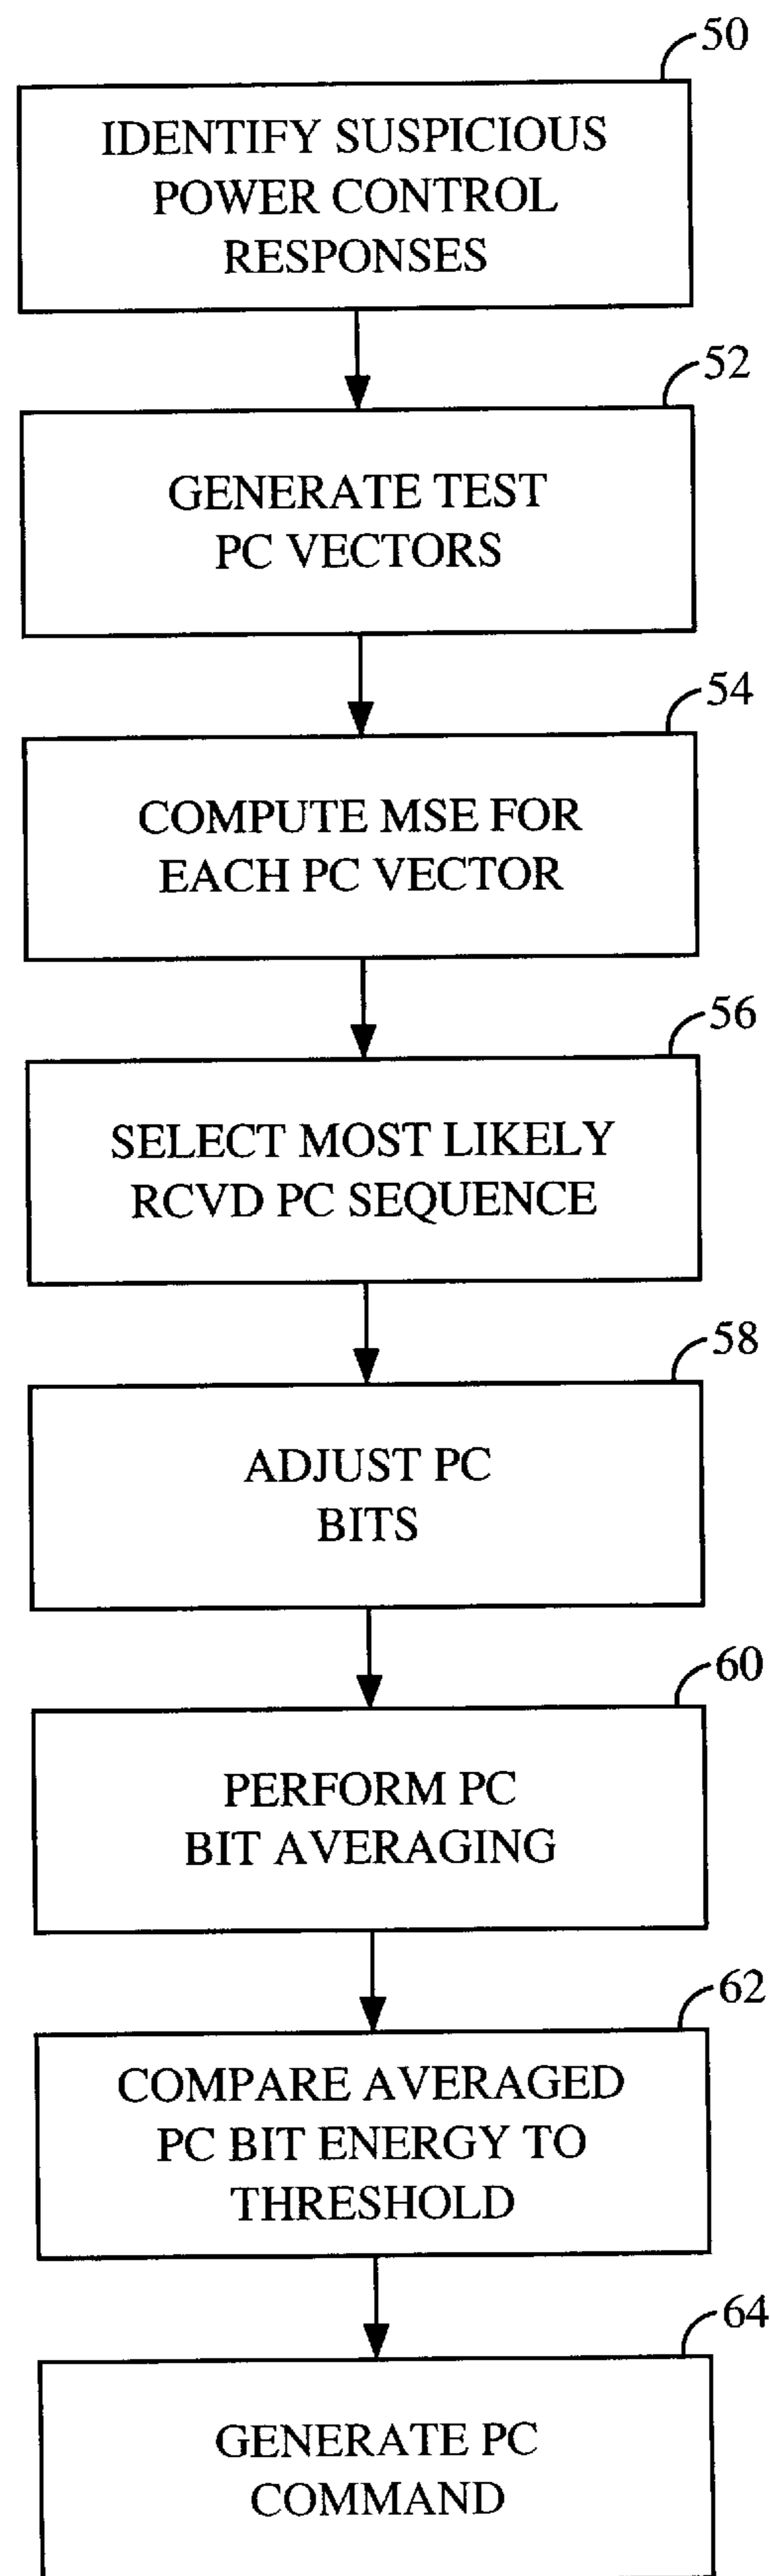 50
IDENTIFY SUSPICIOUS
POWER CONTROL
RESPONSES
52
GENERATE TEST
PC VECTORS
54
COMPUTE MSE FOR
EACH PC VECTOR
56
SELECT MOST LIKELY
RCVD PC SEQUENCE
58
ADJUST PC
BITS
60
PERFORM PC
BIT AVERAGING
62
COMPARE AVERAGED
PC BIT ENERGY TO
THRESHOLD
64
GENERATE PC
COMMAND